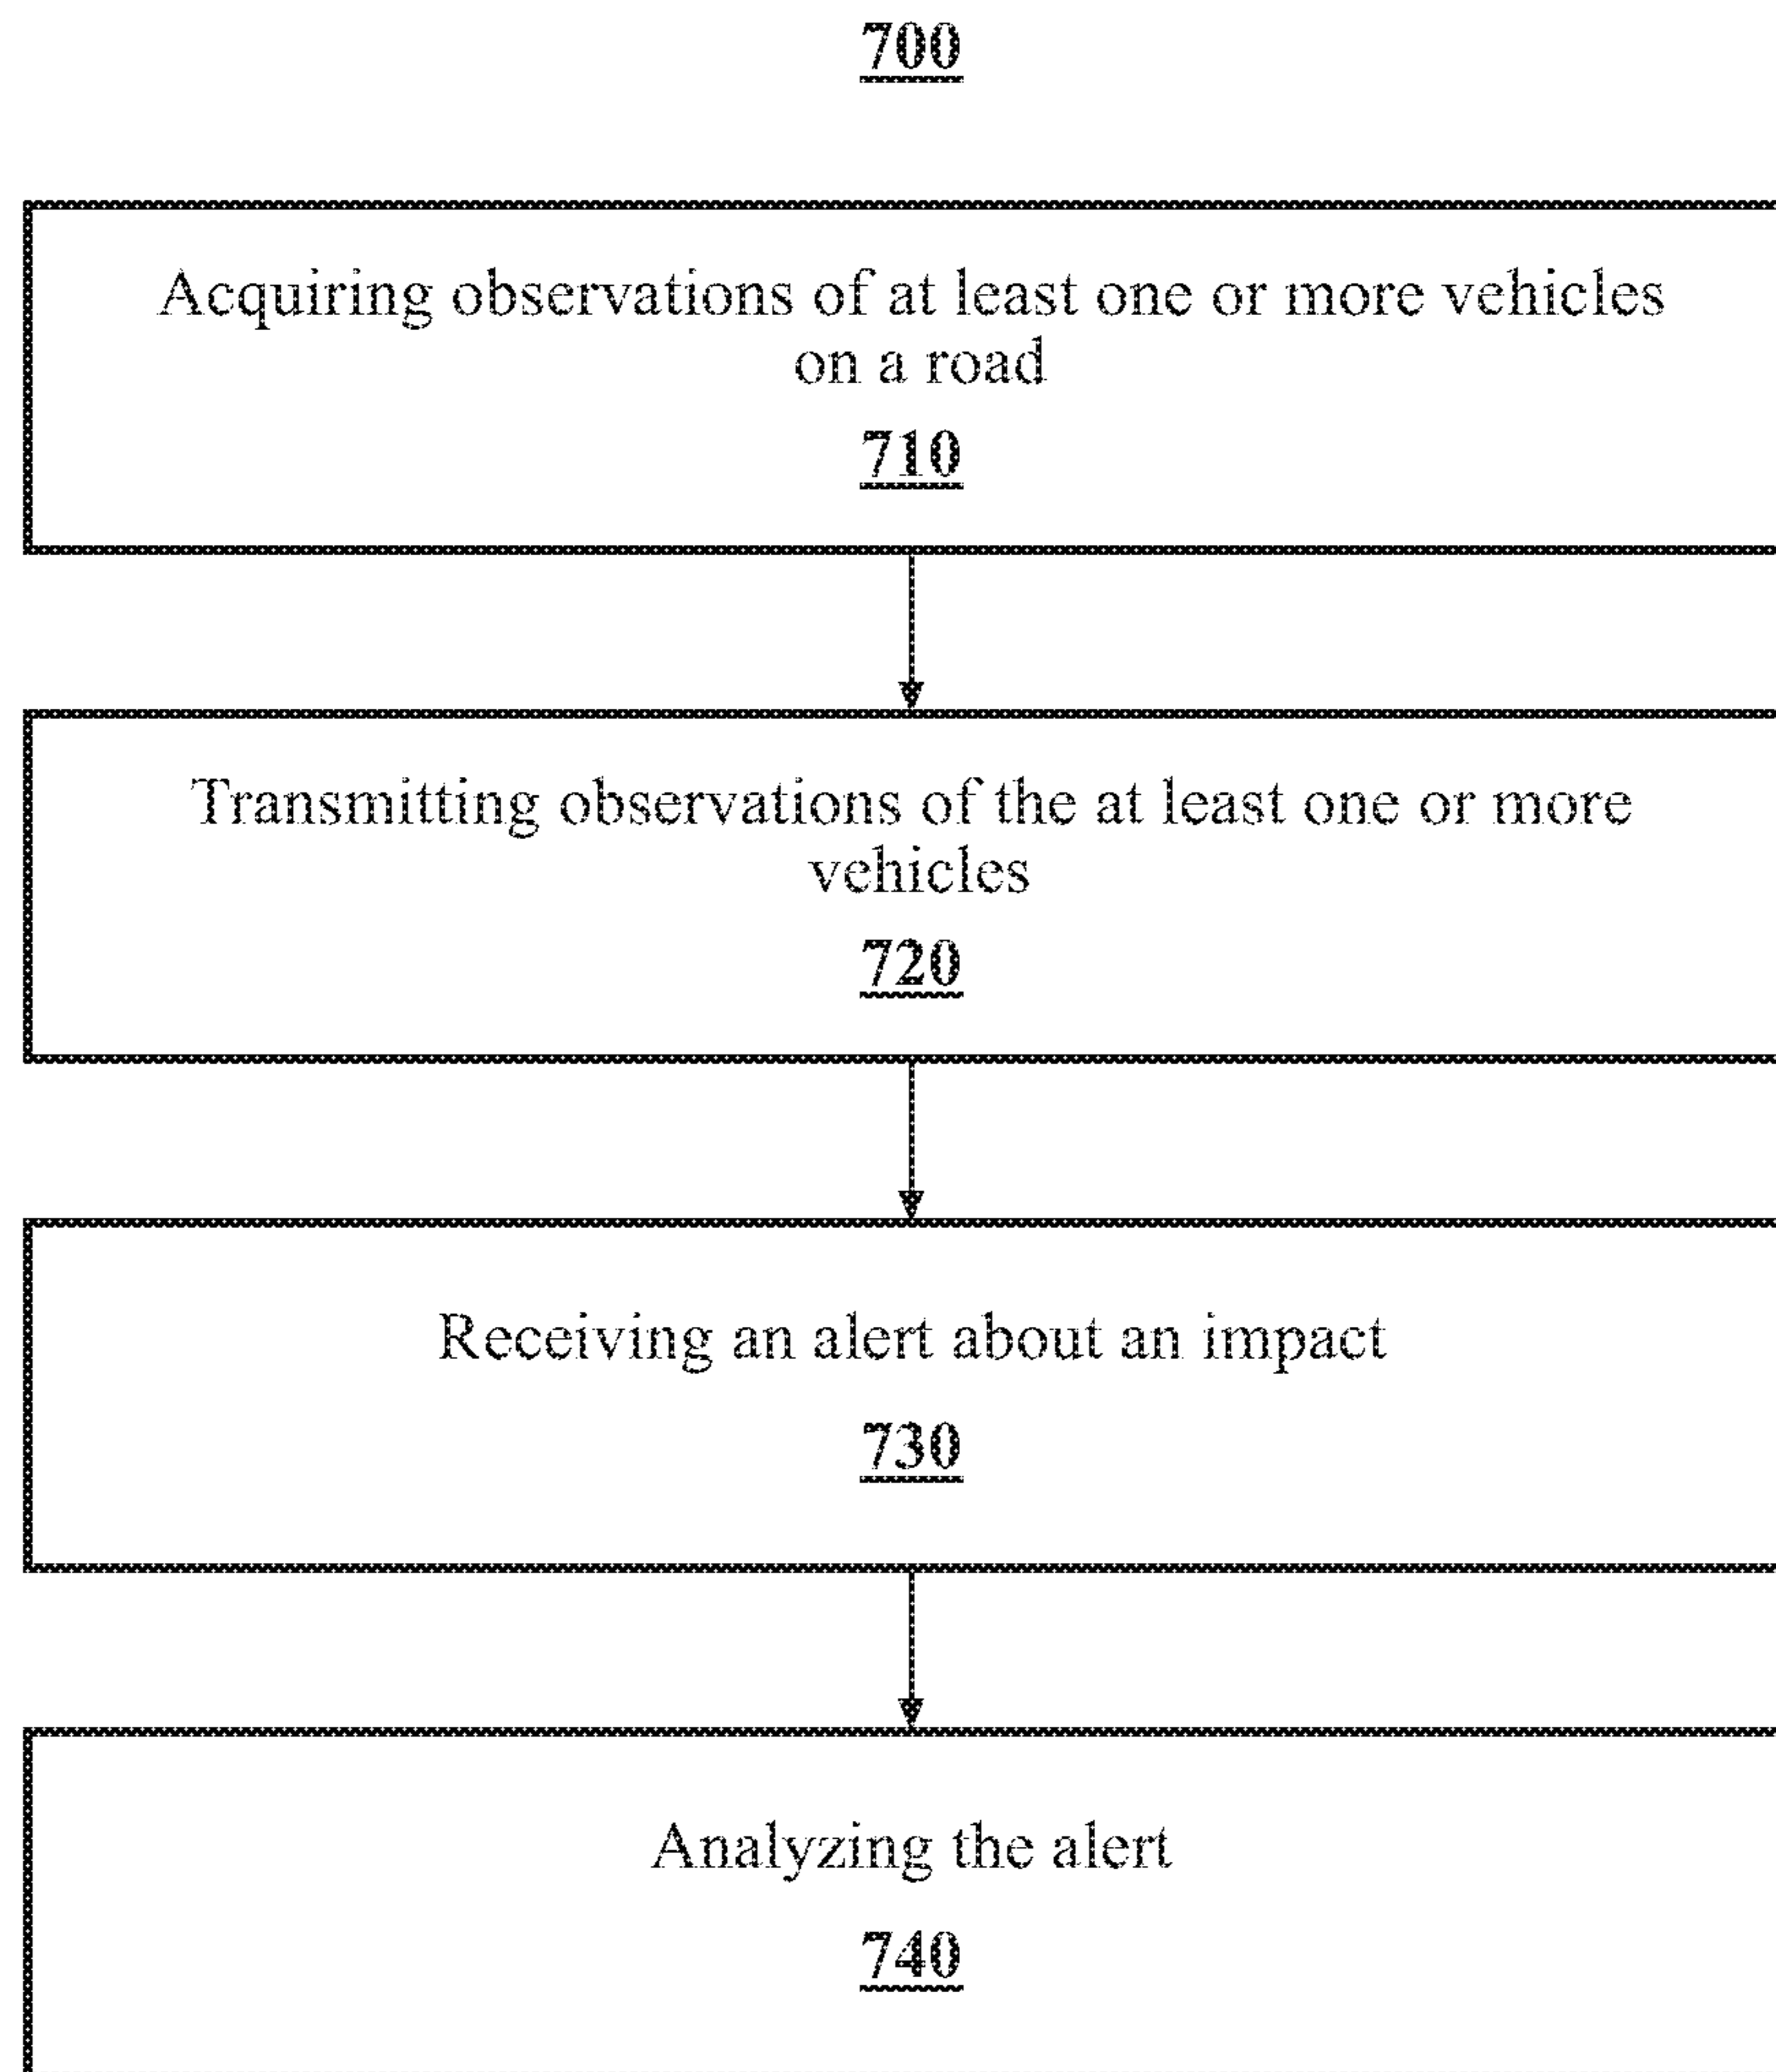 700
Acquiring observations of at least one or more vehicles
on a road
710
Transmitting observations of the at least one or more
vehicles
720
Receiving an alert about an impact
730
Analyzing the alert
740